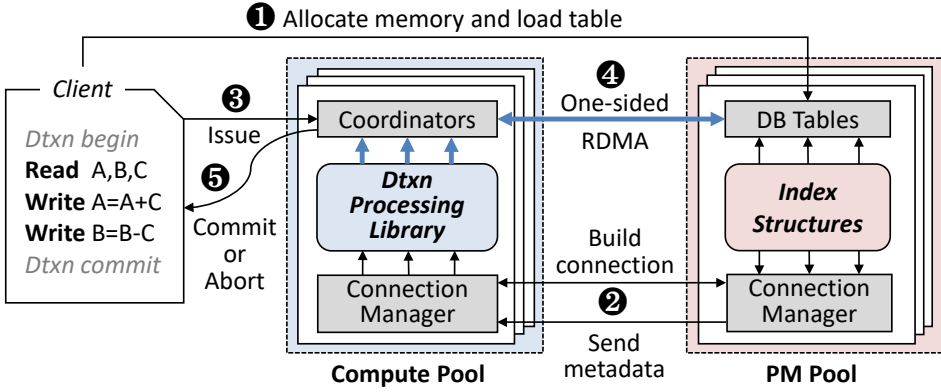 ❶ Allocate memory and load table
Client
Dtxn begin
Read A,B,C
Write A=A+C
Write B=B-C
Dtxn commit
❸
Issue
❺
Commit
or
Abort
Coordinators
Dtxn
Processing
Library
Connection
Manager
Compute Pool
❹
One-sided
RDMA
Build
connection
❷
Send
metadata
DB Tables
Index
Structures
Connection
Manager
PM Pool